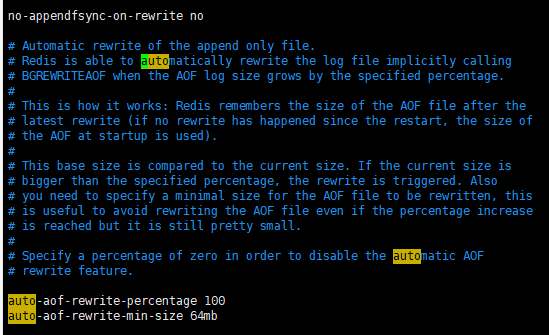 no-appendfsync-on-rewrite no
# Automatic rewrite of the append only file.
# Redis is able to automatically rewrite the log file implicitly calling
# BGREWRITEAOF when the AOF log size grows by the specified percentage.
#
# This is how it works: Redis remembers the size of the AOF file after the
# latest rewrite (if no rewrite has happened since the restart, the size of
# the AOF at startup is used).
#
# This base size is compared to the current size. If the current size is
# bigger than the specified percentage, the rewrite is triggered. Also
# you need to specify a minimal size for the AOF file to be rewritten, this
# is useful to avoid rewriting the AOF file even if the percentage increase
# is reached but it is still pretty small.
#
# Specify a percentage of zero in order to disable the automatic AOF
# rewrite feature.
auto-aof-rewrite-percentage 100
auto-aof-rewrite-min-size 64mb